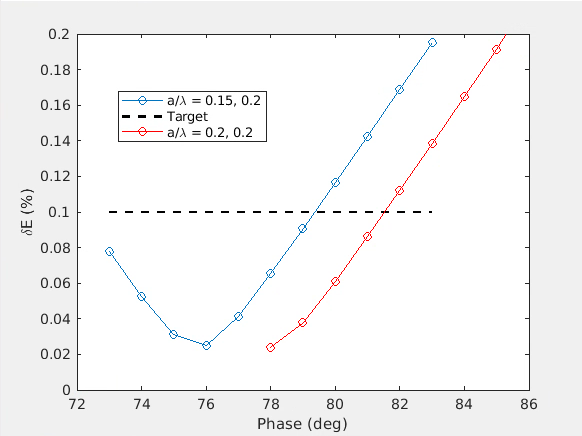 0.2
0.18
0.16
0.14
0.12
0.1
0.08
0.06
0.04
0.02
0
δE (%)
a/λ = 0.15, 0.2
Target
a/λ = 0.2, 0.2
72 74 76 78 80 82 84 86
Phase (deg)